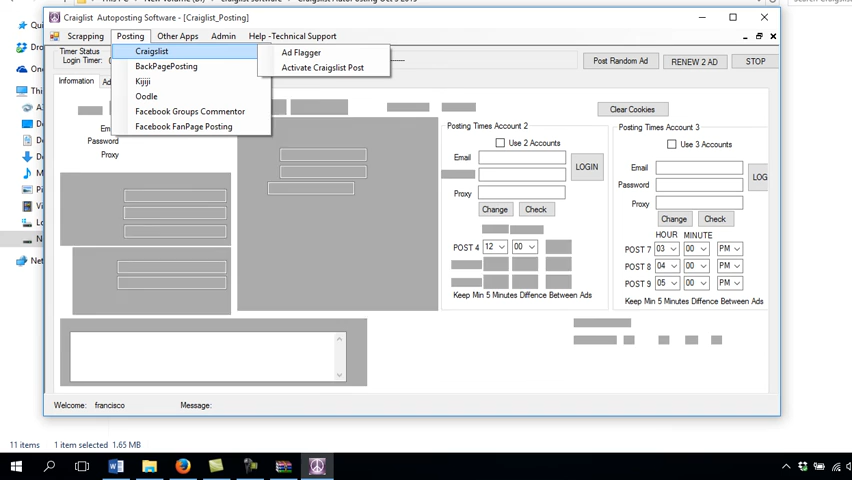 Craiglist Autoposting Software - [Craiglist_Posting]
Scrapping Posting Other Apps Admin Help -Technical Support
Timer Status
Craigslist
BackPagePosting
Kijiji
Oodle
Facebook Groups Commentor
Facebook FanPage Posting
Ad Flagger
Activate Craigslist Post
Post Random Ad RENEW 2 AD STOP
Information
Password
Proxy
Clear Cookies
Posting Times Account 2
Use 2 Accounts
Email
LOGIN
Proxy
Change Check
POST 4 12 00
Keep Min 5 Minutes Diffence Between Ads
Posting Times Account 3
Use 3 Accounts
Email
Password
Proxy
Change Check
HOUR MINUTE
POST 7 03 00 PM
POST 8 04 00 PM
POST 9 05 00 PM
Keep Min 5 Minutes Diffence Between Ads
Welcome: francisco Message:
11 items 1 item selected 1.65 MB